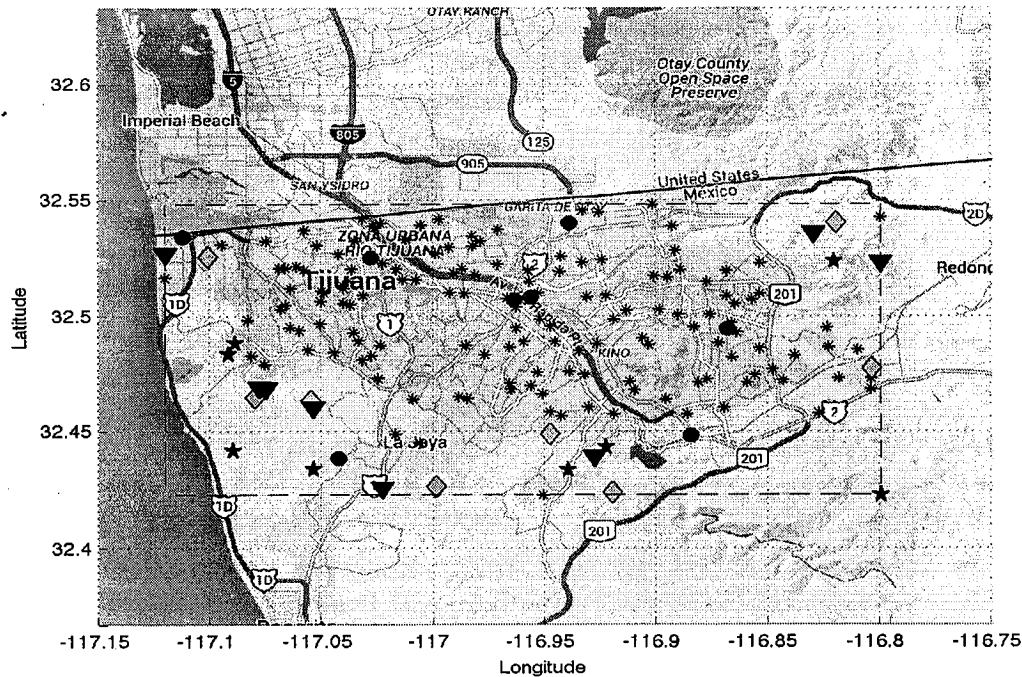 OTAY RANCH
Otay County
Open Space
Preserve
32.6
5
Imperial Beach
805
125
905
SAN YSIDRO
United States
Mexico
32.55
GARITA DE OTAY
2D
ZONA URBANA
RIO TIJUANA
2
Tijuana
201
1D
32.5
1
KINO
Latitude
2
32.45
La Joya
201
1D
201
32.4
1D
-117.15
-117.1
-117.05
-117
-116.95
-116.9
-116.85
-116.8
-116.75
Longitude